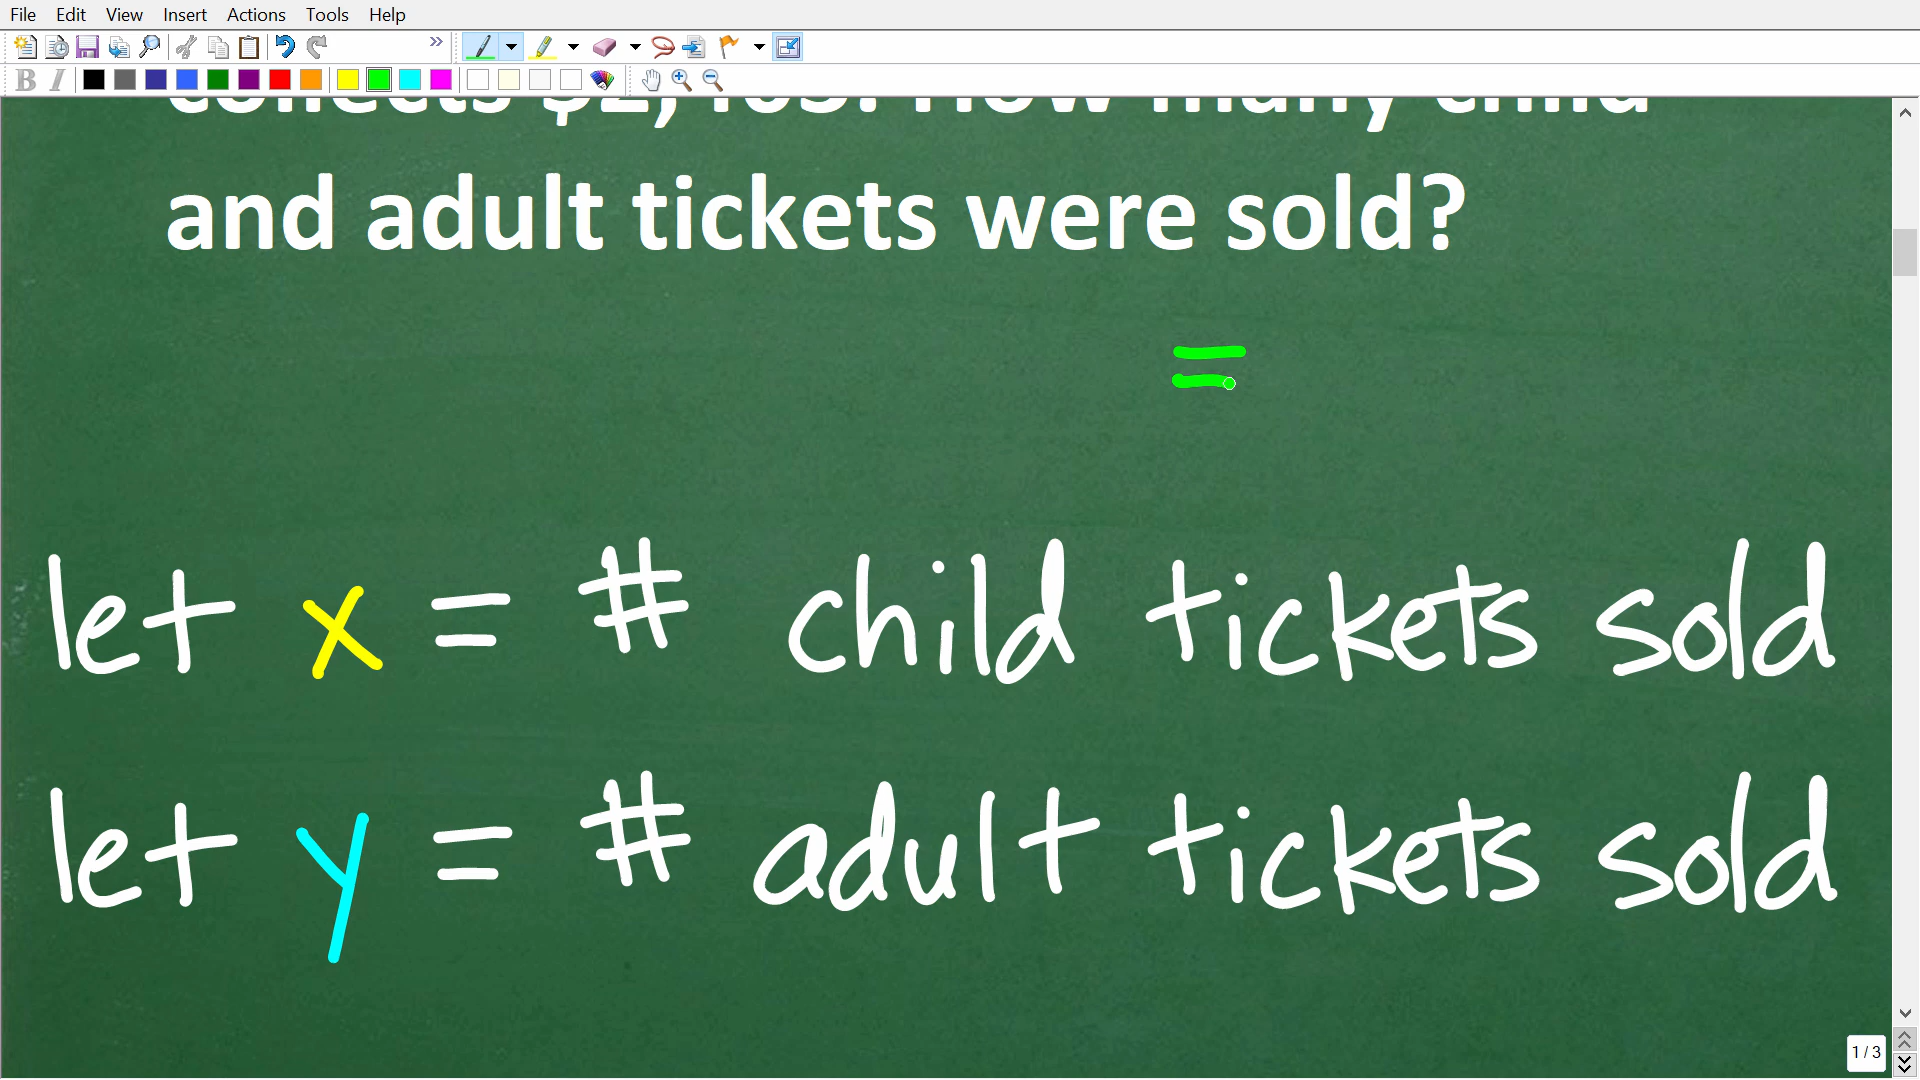 File Edit View Insert Actions Tools Help
B I
and adult tickets were sold?
=
let x = # child tickets sold
let y = # adult tickets sold
1 / 3